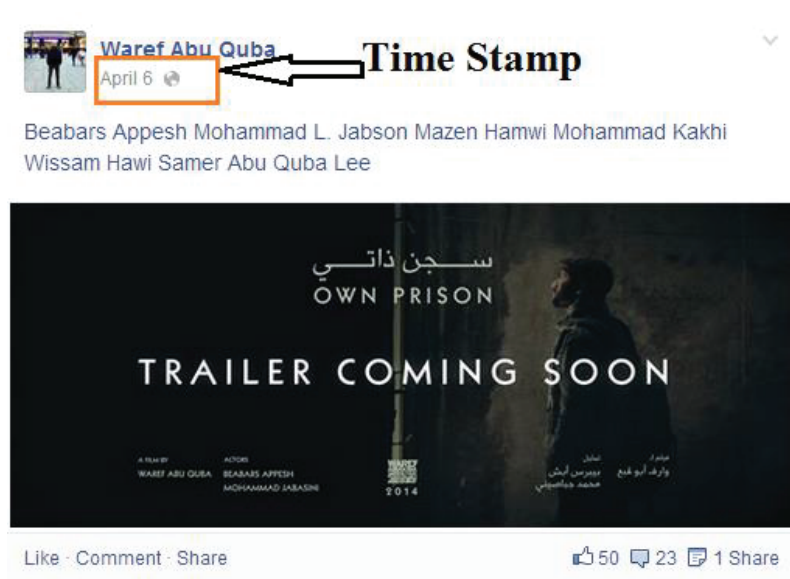 Waref Abu Quba
Time Stamp
April 6
Beabars Appesh Mohammad L. Jabson Mazen Hamwi Mohammad Kakhi
Wissam Hawi Samer Abu Quba Lee
سجن ذاتي
OWN PRISON
TRAILER COMING SOON
A FILM BY
WAREF ABU QUBA
ACTORS
BEABARS APPESH
MOHAMMAD JABASINI
2014
تمثيل
بيبرس أبش
محمد جباصيني
فيلم لـ
وارف أبو قبع
Like · Comment · Share
50 23 1 Share